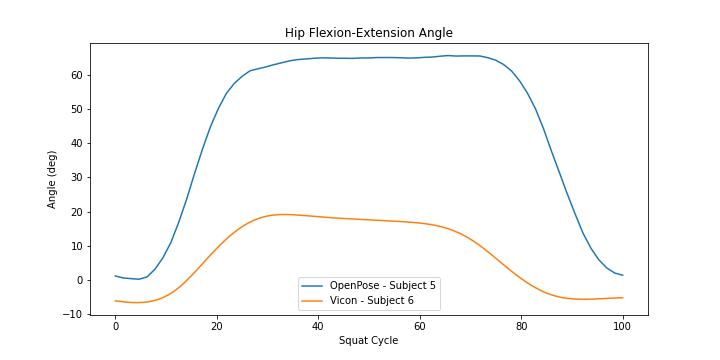 Hip Flexion-Extension Angle
Angle (deg)
60
50
40
30
20
10
0
−10
0 20 40 60 80 100
Squat Cycle
OpenPose - Subject 5
Vicon - Subject 6